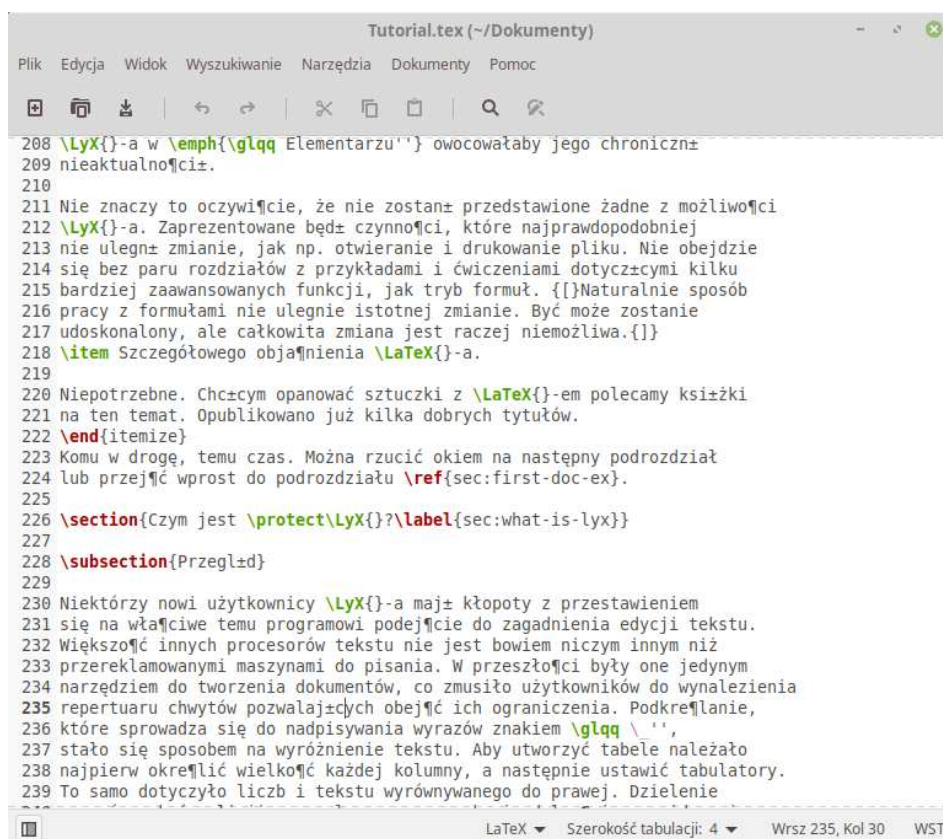 Tutorial.tex (~/Dokumenty)
Plik Edycja Widok Wyszukiwanie Narzędzia Dokumenty Pomoc
208 \LyX{}-a w \emph{\glqq Elementarzu''} owocowałaby jego chroniczn±
209 nieaktualno¶ci±.
210
211 Nie znaczy to oczywi¶cie, że nie zostan± przedstawione żadne z możliwo¶ci
212 \LyX{}-a. Zaprezentowane będ± czynno¶ci, które najprawdopodobniej
213 nie ulegn± zmianie, jak np. otwieranie i drukowanie pliku. Nie obejdzie
214 się bez paru rozdziałów z przykładami i ćwiczeniami dotycz±cymi kilku
215 bardziej zaawansowanych funkcji, jak tryb formuł. {[}Naturalnie sposób
216 pracy z formułami nie ulegnie istotnej zmianie. Być może zostanie
217 udoskonalony, ale całkowita zmiana jest raczej niemożliwa.{]}
218 \item Szczegółowego obja¶nienia \LaTeX{}-a.
219
220 Niepotrzebne. Chc±cym opanować sztuczki z \LaTeX{}-em polecamy ksi±żki
221 na ten temat. Opublikowano już kilka dobrych tytułów.
222 \end{itemize}
223 Komu w drogę, temu czas. Można rzucić okiem na następny podrozdział
224 lub przej¶ć wprost do podrozdziału \ref{sec:first-doc-ex}.
225
226 \section{Czym jest \protect\LyX{}?\label{sec:what-is-lyx}}
227
228 \subsection{Przegl±d}
229
230 Niektórzy nowi użytkownicy \LyX{}-a maj± kłopoty z przestawieniem
231 się na wła¶ciwe temu programowi podej¶cie do zagadnienia edycji tekstu.
232 Większo¶ć innych procesorów tekstu nie jest bowiem niczym innym niż
233 przereklamowanymi maszynami do pisania. W przeszło¶ci były one jedynym
234 narzędziem do tworzenia dokumentów, co zmusiło użytkowników do wynalezienia
235 repertuaru chwytów pozwalaj±cych obej¶ć ich ograniczenia. Podkre¶lanie,
236 które sprowadza się do nadpisywania wyrazów znakiem \glqq \_'',
237 stało się sposobem na wyróżnienie tekstu. Aby utworzyć tabele należało
238 najpierw okre¶lić wielko¶ć każdej kolumny, a następnie ustawić tabulatory.
239 To samo dotyczyło liczb i tekstu wyrównywanego do prawej. Dzielenie
LaTeX Szerokość tabulacji: 4 Wrsz 235, Kol 30 WST